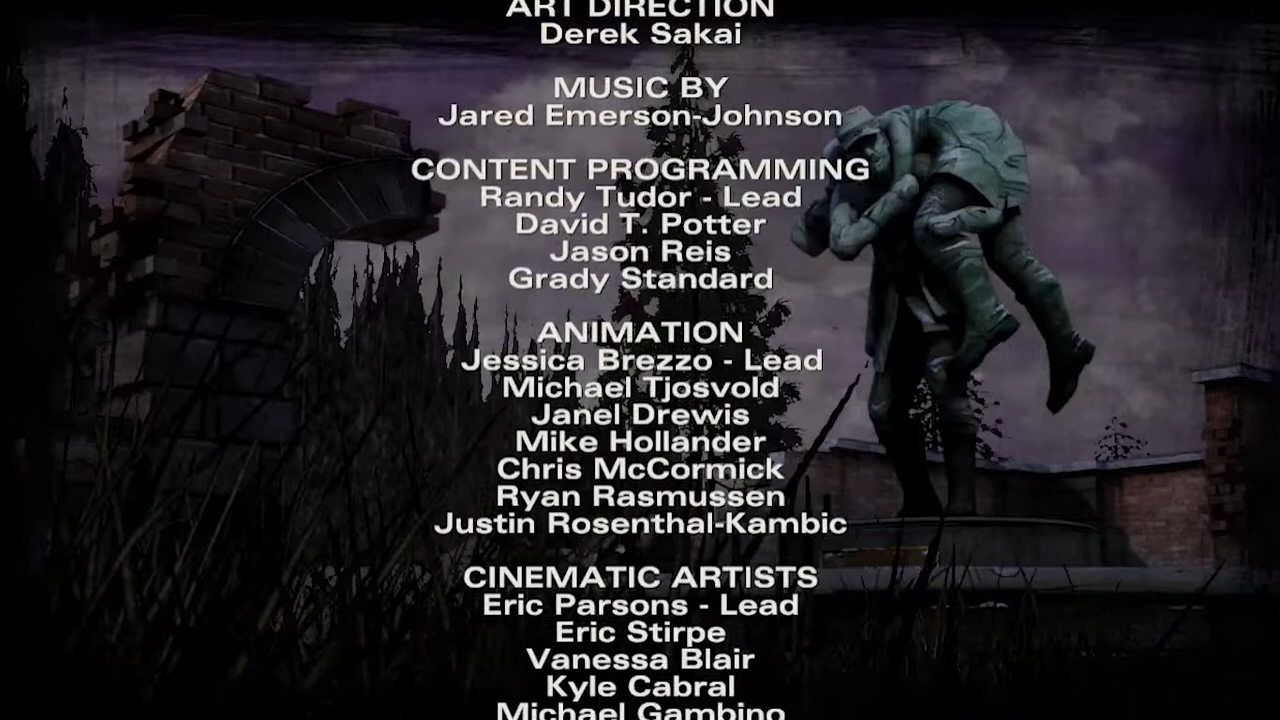 ART DIRECTION
Derek Sakai
MUSIC BY
Jared Emerson-Johnson
CONTENT PROGRAMMING
Randy Tudor - Lead
David T. Potter
Jason Reis
Grady Standard
ANIMATION
Jessica Brezzo - Lead
Michael Tjøsvold
Janel Drewis
Mike Hollander
Chris McCormick
Ryan Rasmussen
Justin Rosenthal-Kambic
CINEMATIC ARTISTS
Eric Parsons - Lead
Eric Stirpe
Vanessa Blair
Kyle Cabral
Michael Gambino